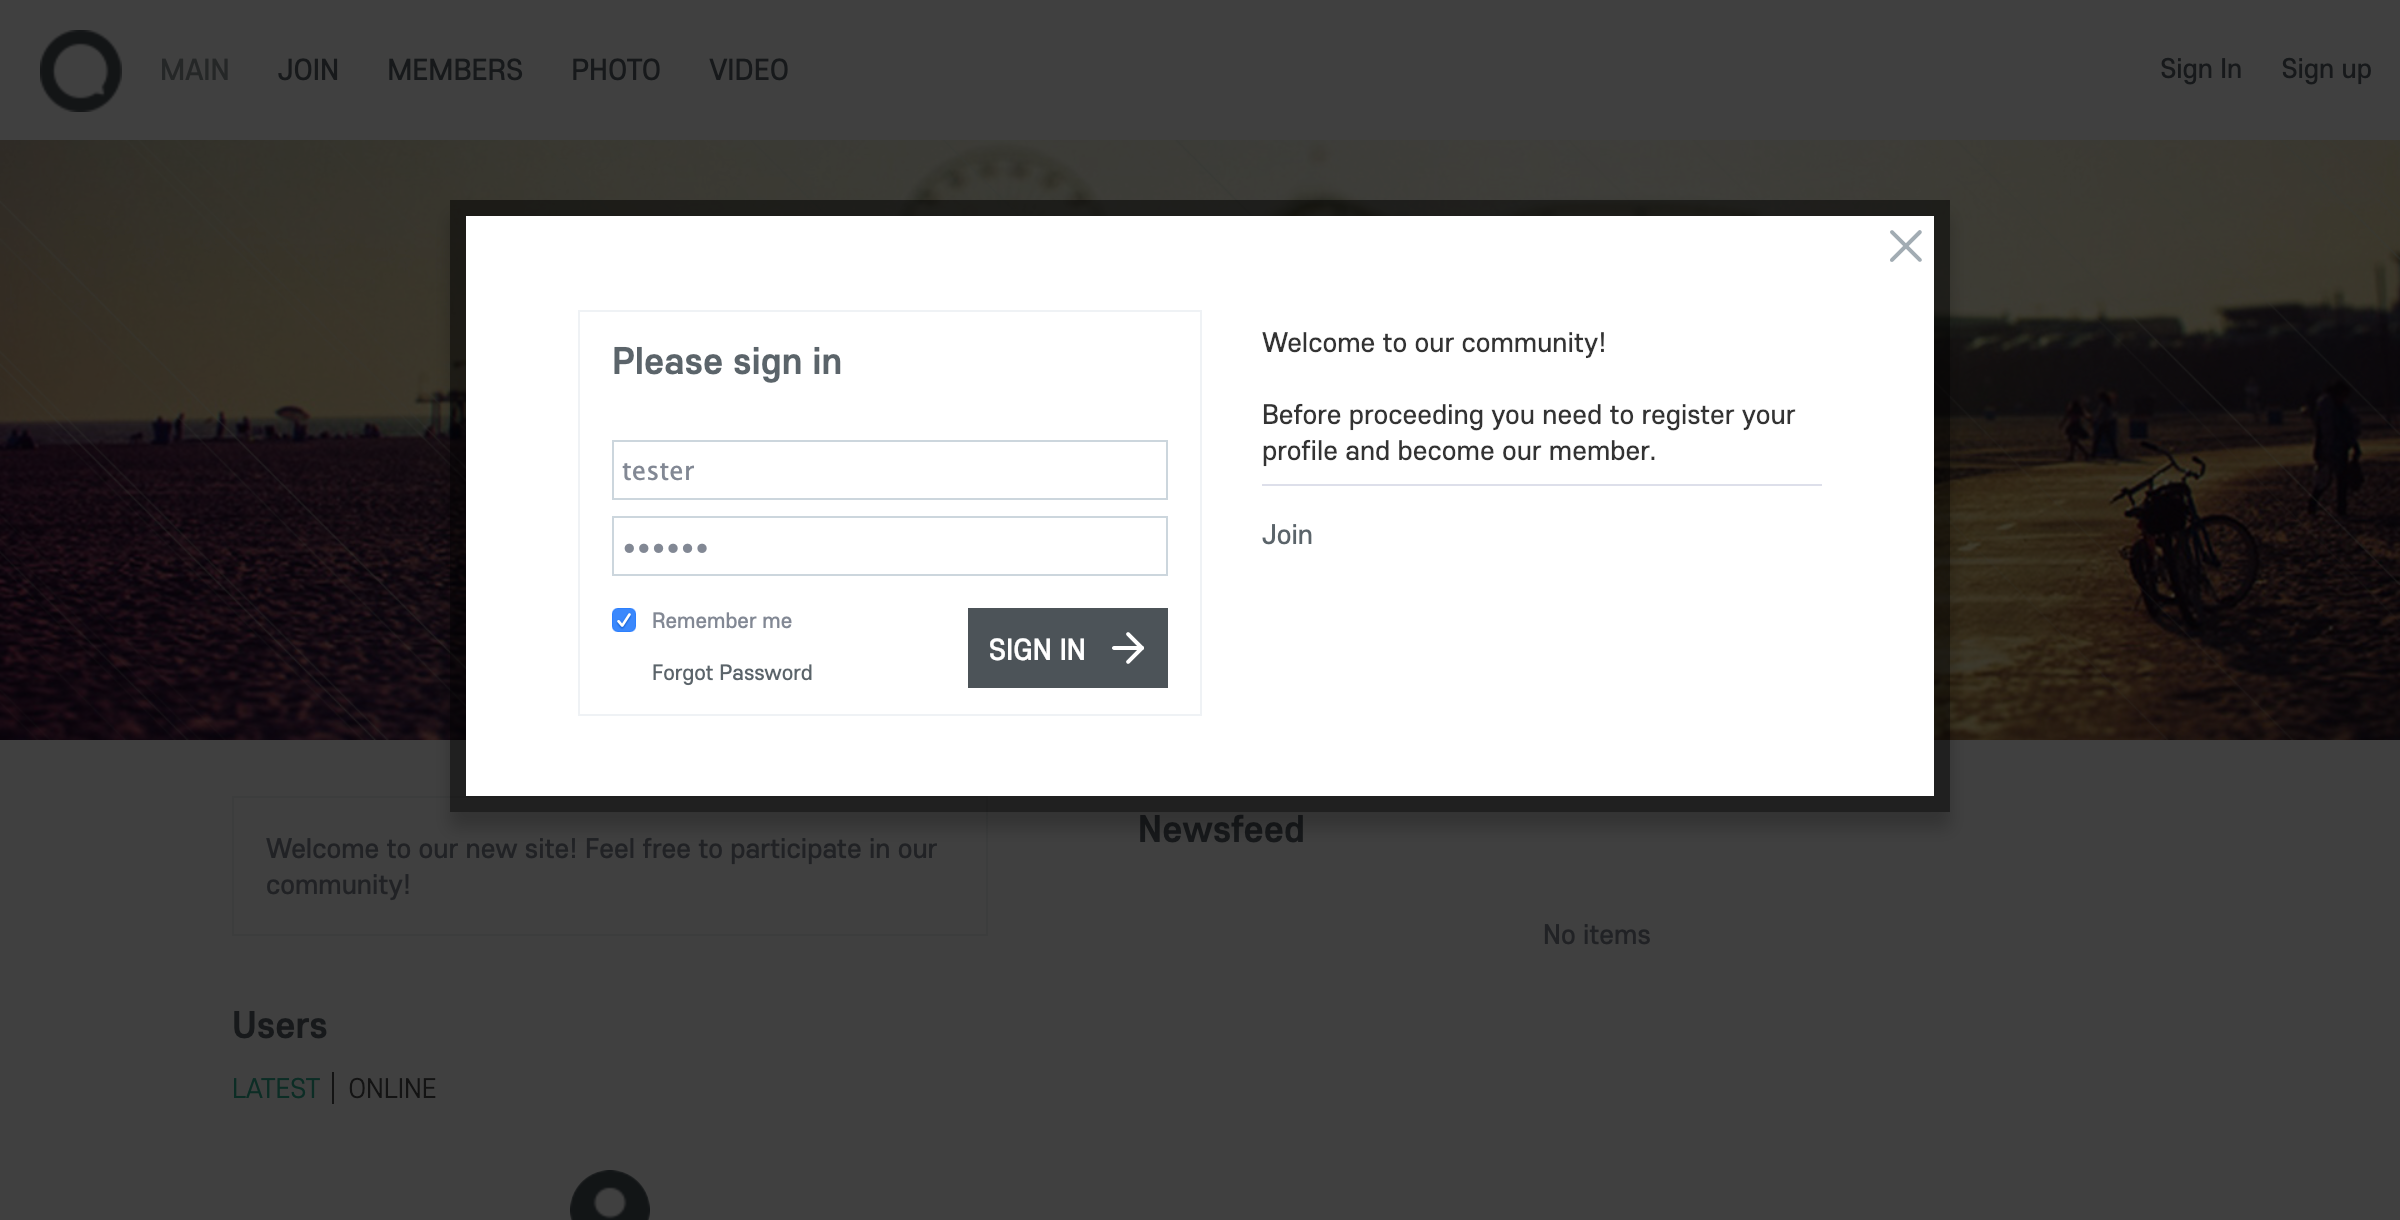 MAIN JOIN MEMBERS PHOTO VIDEO Sign In Sign up
Please sign in
tester
••••••
Remember me
Forgot Password
SIGN IN
Welcome to our community!
Before proceeding you need to register your
profile and become our member.
Join
Welcome to our new site! Feel free to participate in our
community!
Users
LATEST | ONLINE
Newsfeed
No items